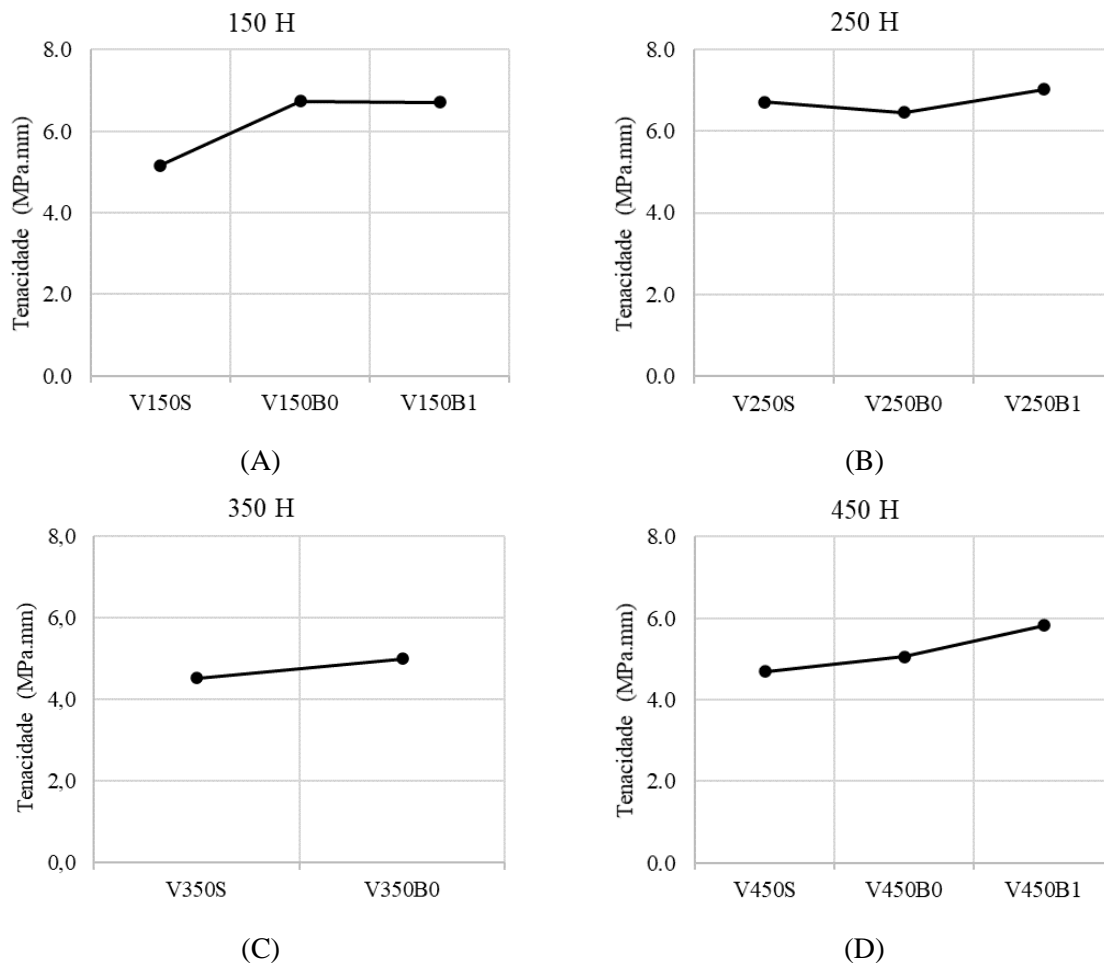 150 H
8.0
6.0
4.0
2.0
0.0
Tenacidade (MPa.mm)
V150S V150B0 V150B1
(A)
250 H
8.0
6.0
4.0
2.0
0.0
Tenacidade (MPa.mm)
V250S V250B0 V250B1
(B)
350 H
8,0
6,0
4,0
2,0
0,0
Tenacidade (MPa.mm)
V350S V350B0
(C)
450 H
8.0
6.0
4.0
2.0
0.0
Tenacidade (MPa.mm)
V450S V450B0 V450B1
(D)